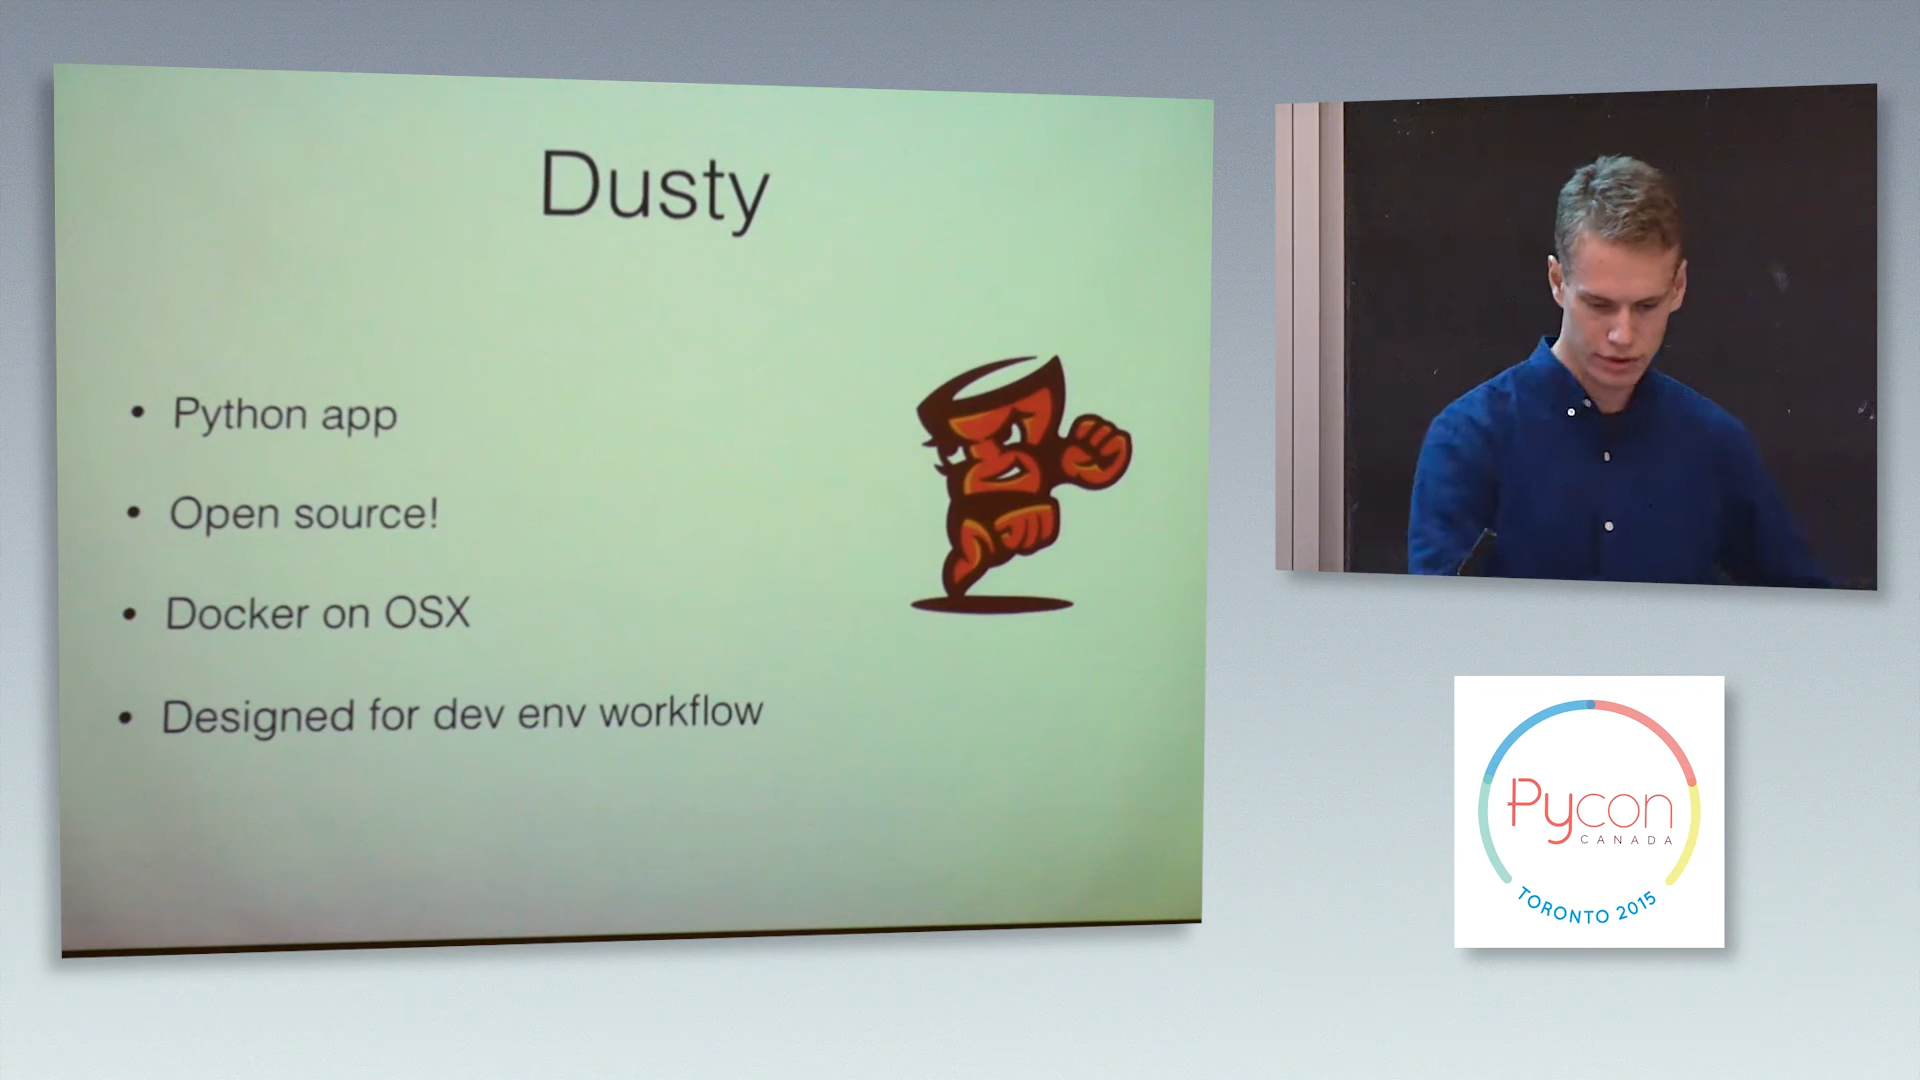 Dusty
• Python app
• Open source!
• Docker on OSX
• Designed for dev env workflow
Pycon
CANADA
TORONTO 2015